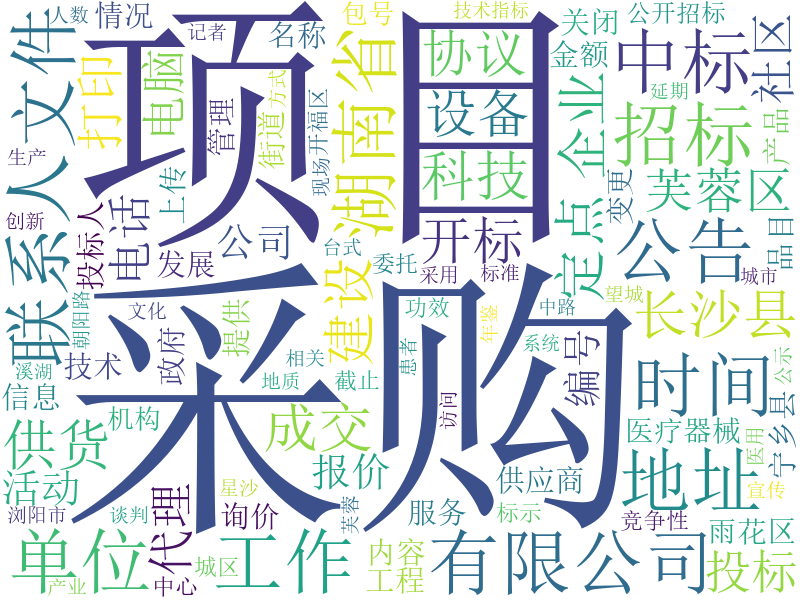 人数
情况
包号
技术指标
关闭
公开招标
记者
名称
金额
文件
打印
电脑
项目
湖南省
协议
中标
社区
设备
延期
管理
街道
方式
企业
招标
产品
生产
科技
现场
开福区
上传
芙蓉区
联系人
创新
投标人
电话
公司
开标
定点
变更
公告
品目
台式
委托
发展
采用
标准
城市
朝阳路
建设
长沙县
文化
功效
中路
望城
提供
政府
年鉴
采购
时间
技术
相关
患者
系统
公示
溪湖
地质
截止
编号
信息
机构
成交
访问
医疗器械
宁乡县
供货
地址
医用
报价
供应商
活动
星沙
宣传
代理
浏阳市
谈判
询价
芙蓉
服务
标示
竞争性
雨花区
单位
工作
有限公司
城区
内容
投标
产业
中心
工程